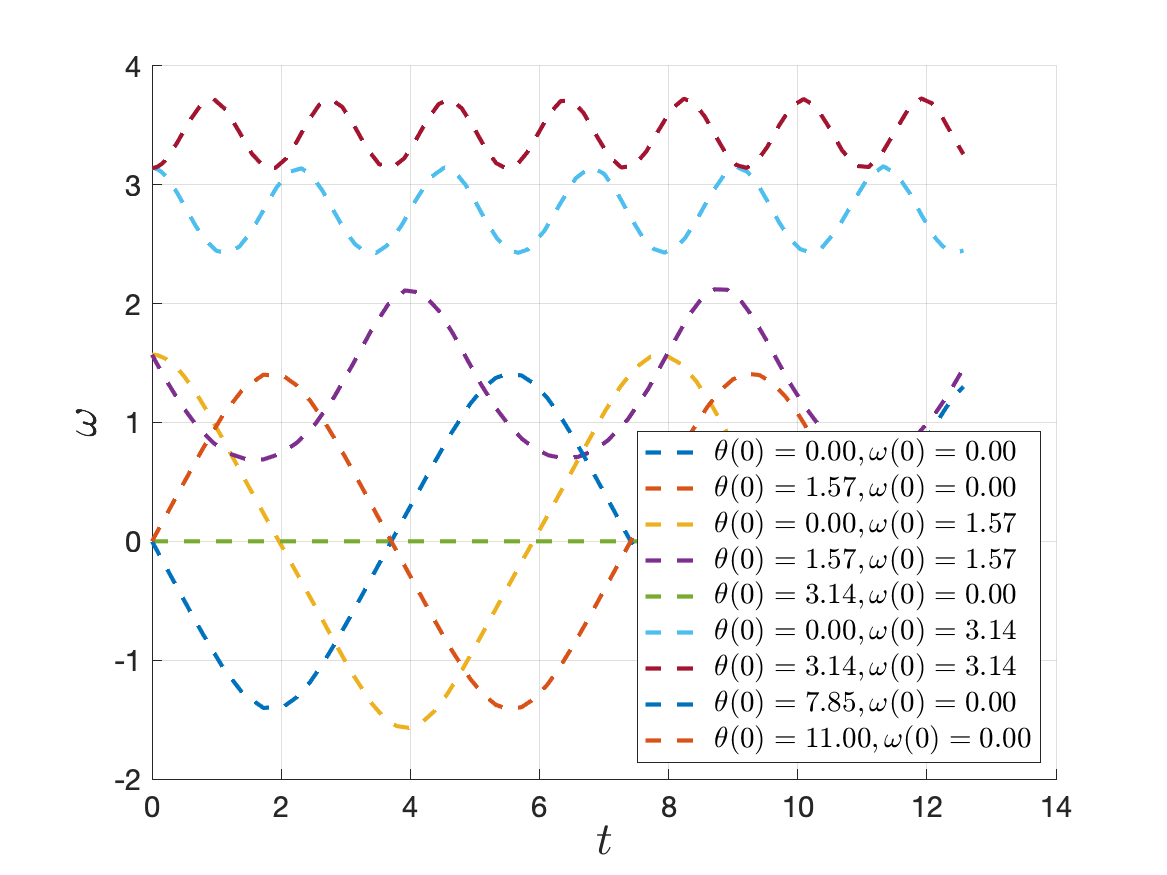 4
3
2
1
0
-1
-2
ω
0 2 4 6 8 10 12 14
t
θ(0) = 0.00, ω(0) = 0.00
θ(0) = 1.57, ω(0) = 0.00
θ(0) = 0.00, ω(0) = 1.57
θ(0) = 1.57, ω(0) = 1.57
θ(0) = 3.14, ω(0) = 0.00
θ(0) = 0.00, ω(0) = 3.14
θ(0) = 3.14, ω(0) = 3.14
θ(0) = 7.85, ω(0) = 0.00
θ(0) = 11.00, ω(0) = 0.00